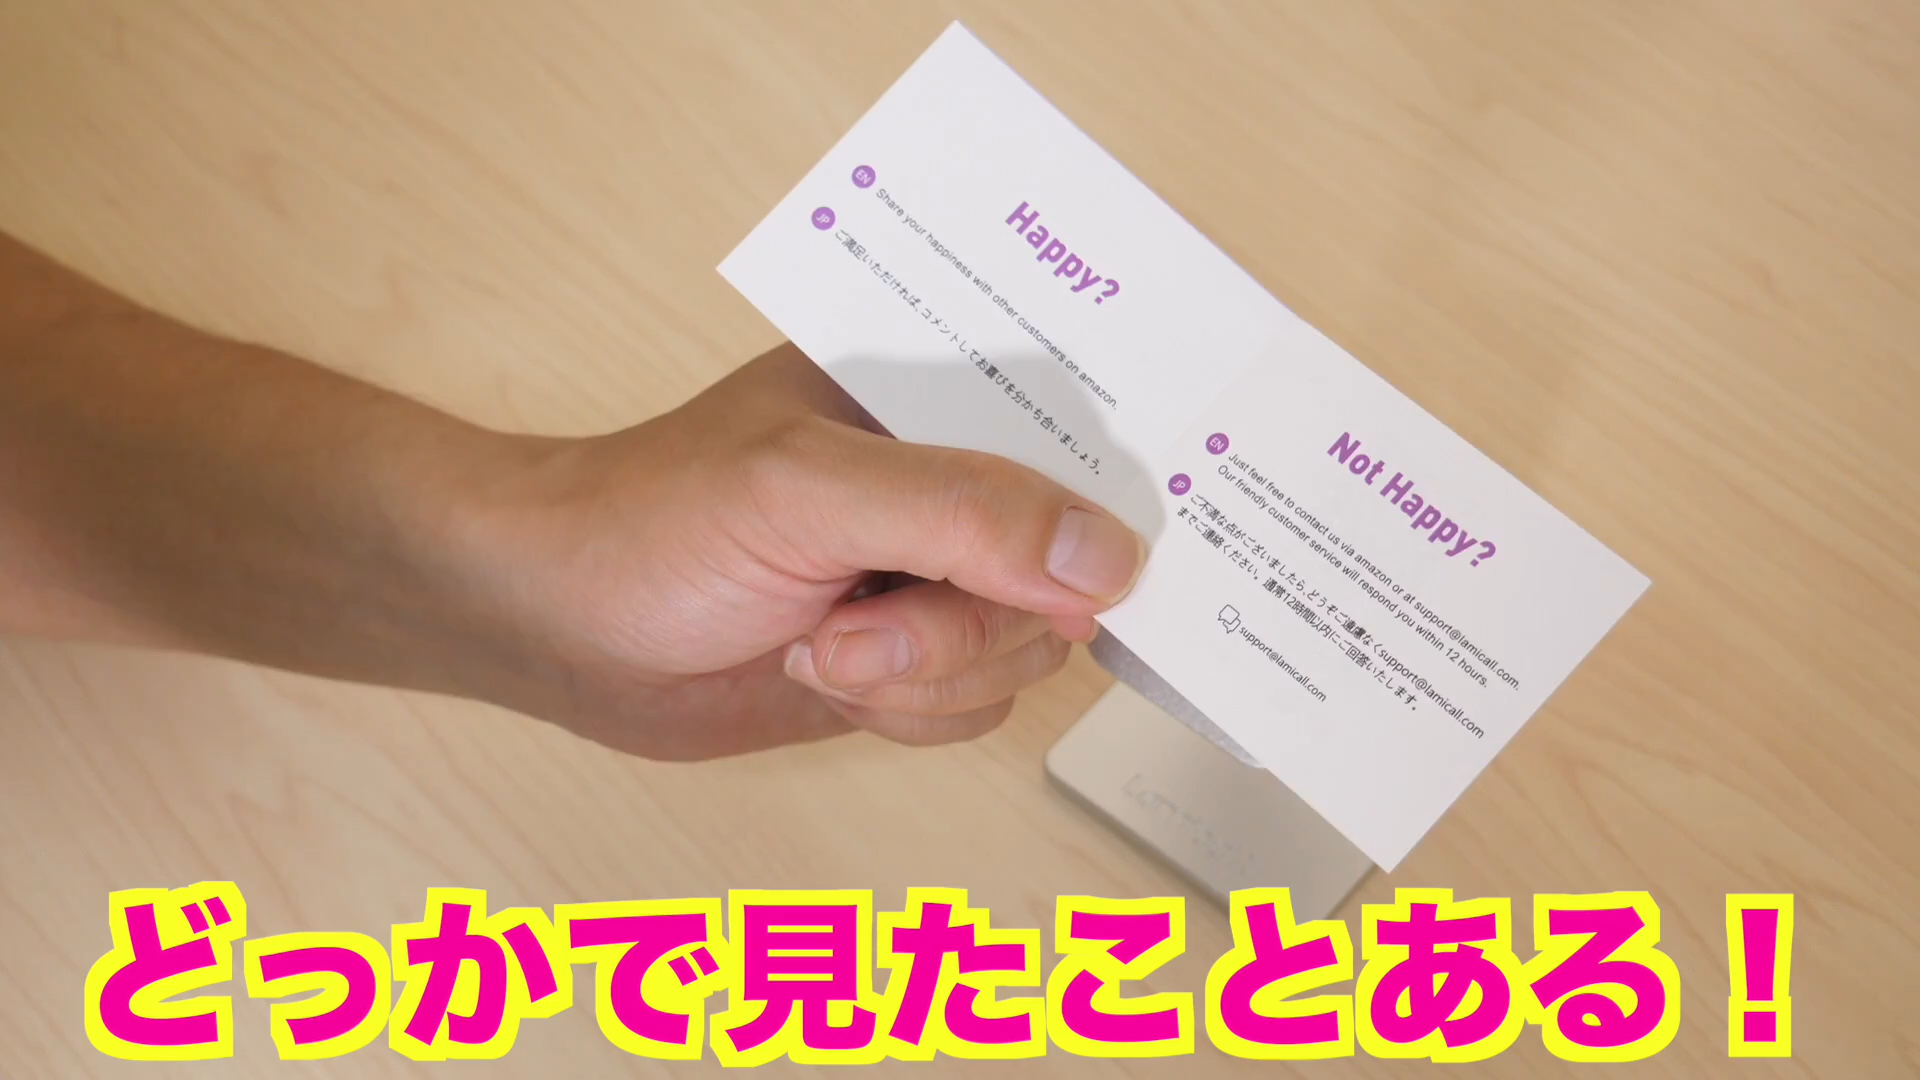 Happy?
EN Share your happiness with other customers on amazon.
JP ご満足いただければ、コメントしてお喜びを分かち合いましょう。
Not Happy?
EN Just feel free to contact us via amazon or at support@lamicall.com.
Our friendly customer service will respond you within 12 hours.
JP ご不満な点がございましたら、どうぞご遠慮なくsupport@lamicall.com
までご連絡ください。通常12時間以内にご回答いたします。
support@lamicall.com
どっかで見たことある！